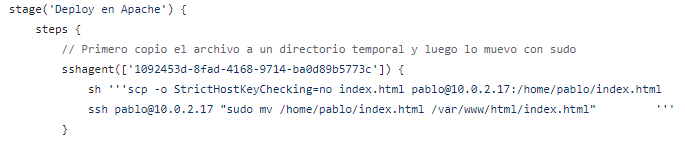 stage('Deploy en Apache') {
steps {
// Primero copio el archivo a un directorio temporal y luego lo muevo con sudo
sshagent(['1092453d-8fad-4168-9714-ba0d89b5773c']) {
sh '''scp -o StrictHostKeyChecking=no index.html pablo@10.0.2.17:/home/pablo/index.html
ssh pablo@10.0.2.17 "sudo mv /home/pablo/index.html /var/www/html/index.html" '''
}